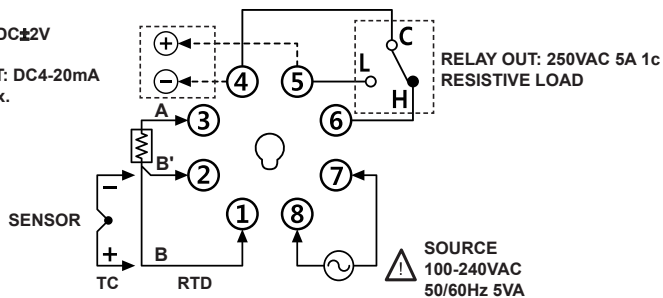 DC±2V
T: DC4-20mA
x.
+
−
4
5
L
C
H
RELAY OUT: 250VAC 5A 1c
RESISTIVE LOAD
A
3
6
B'
2
7
−
SENSOR
1
8
+
B
TC
RTD
!
SOURCE
100-240VAC
50/60Hz 5VA